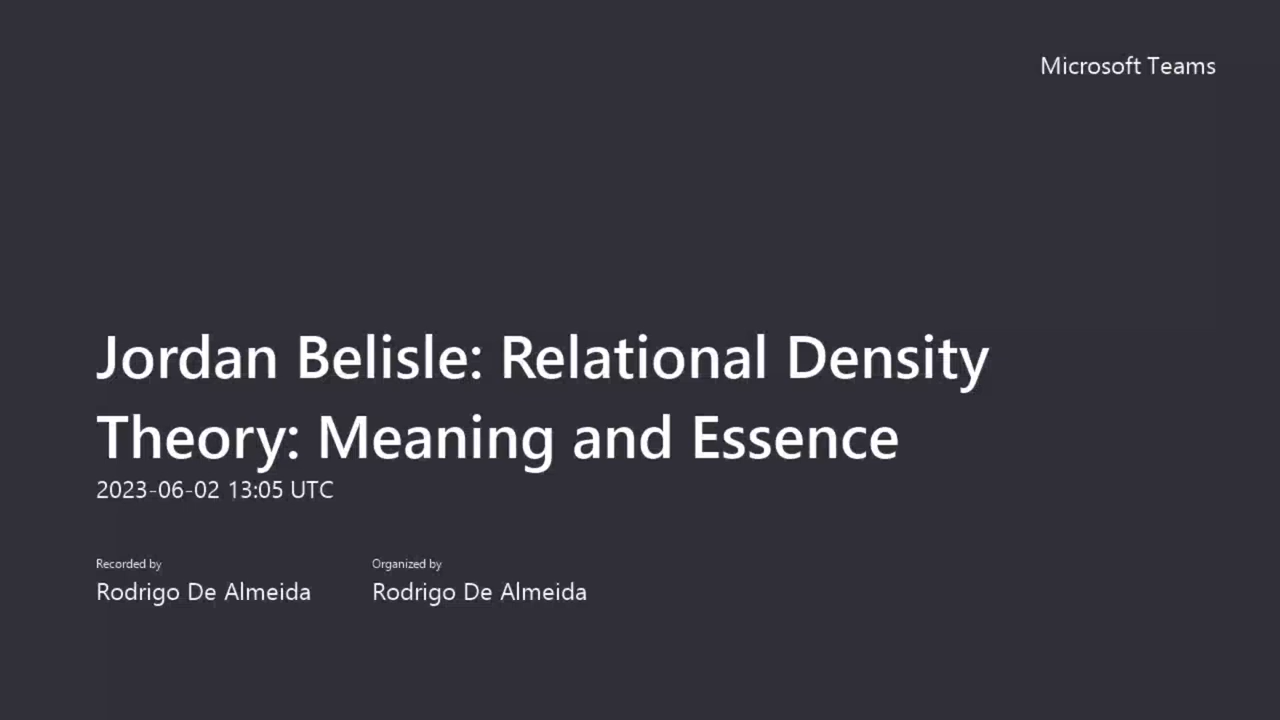 Microsoft Teams
Jordan Belisle: Relational Density
Theory: Meaning and Essence
2023-06-02 13:05 UTC
Recorded by
Organized by
Rodrigo De Almeida
Rodrigo De Almeida